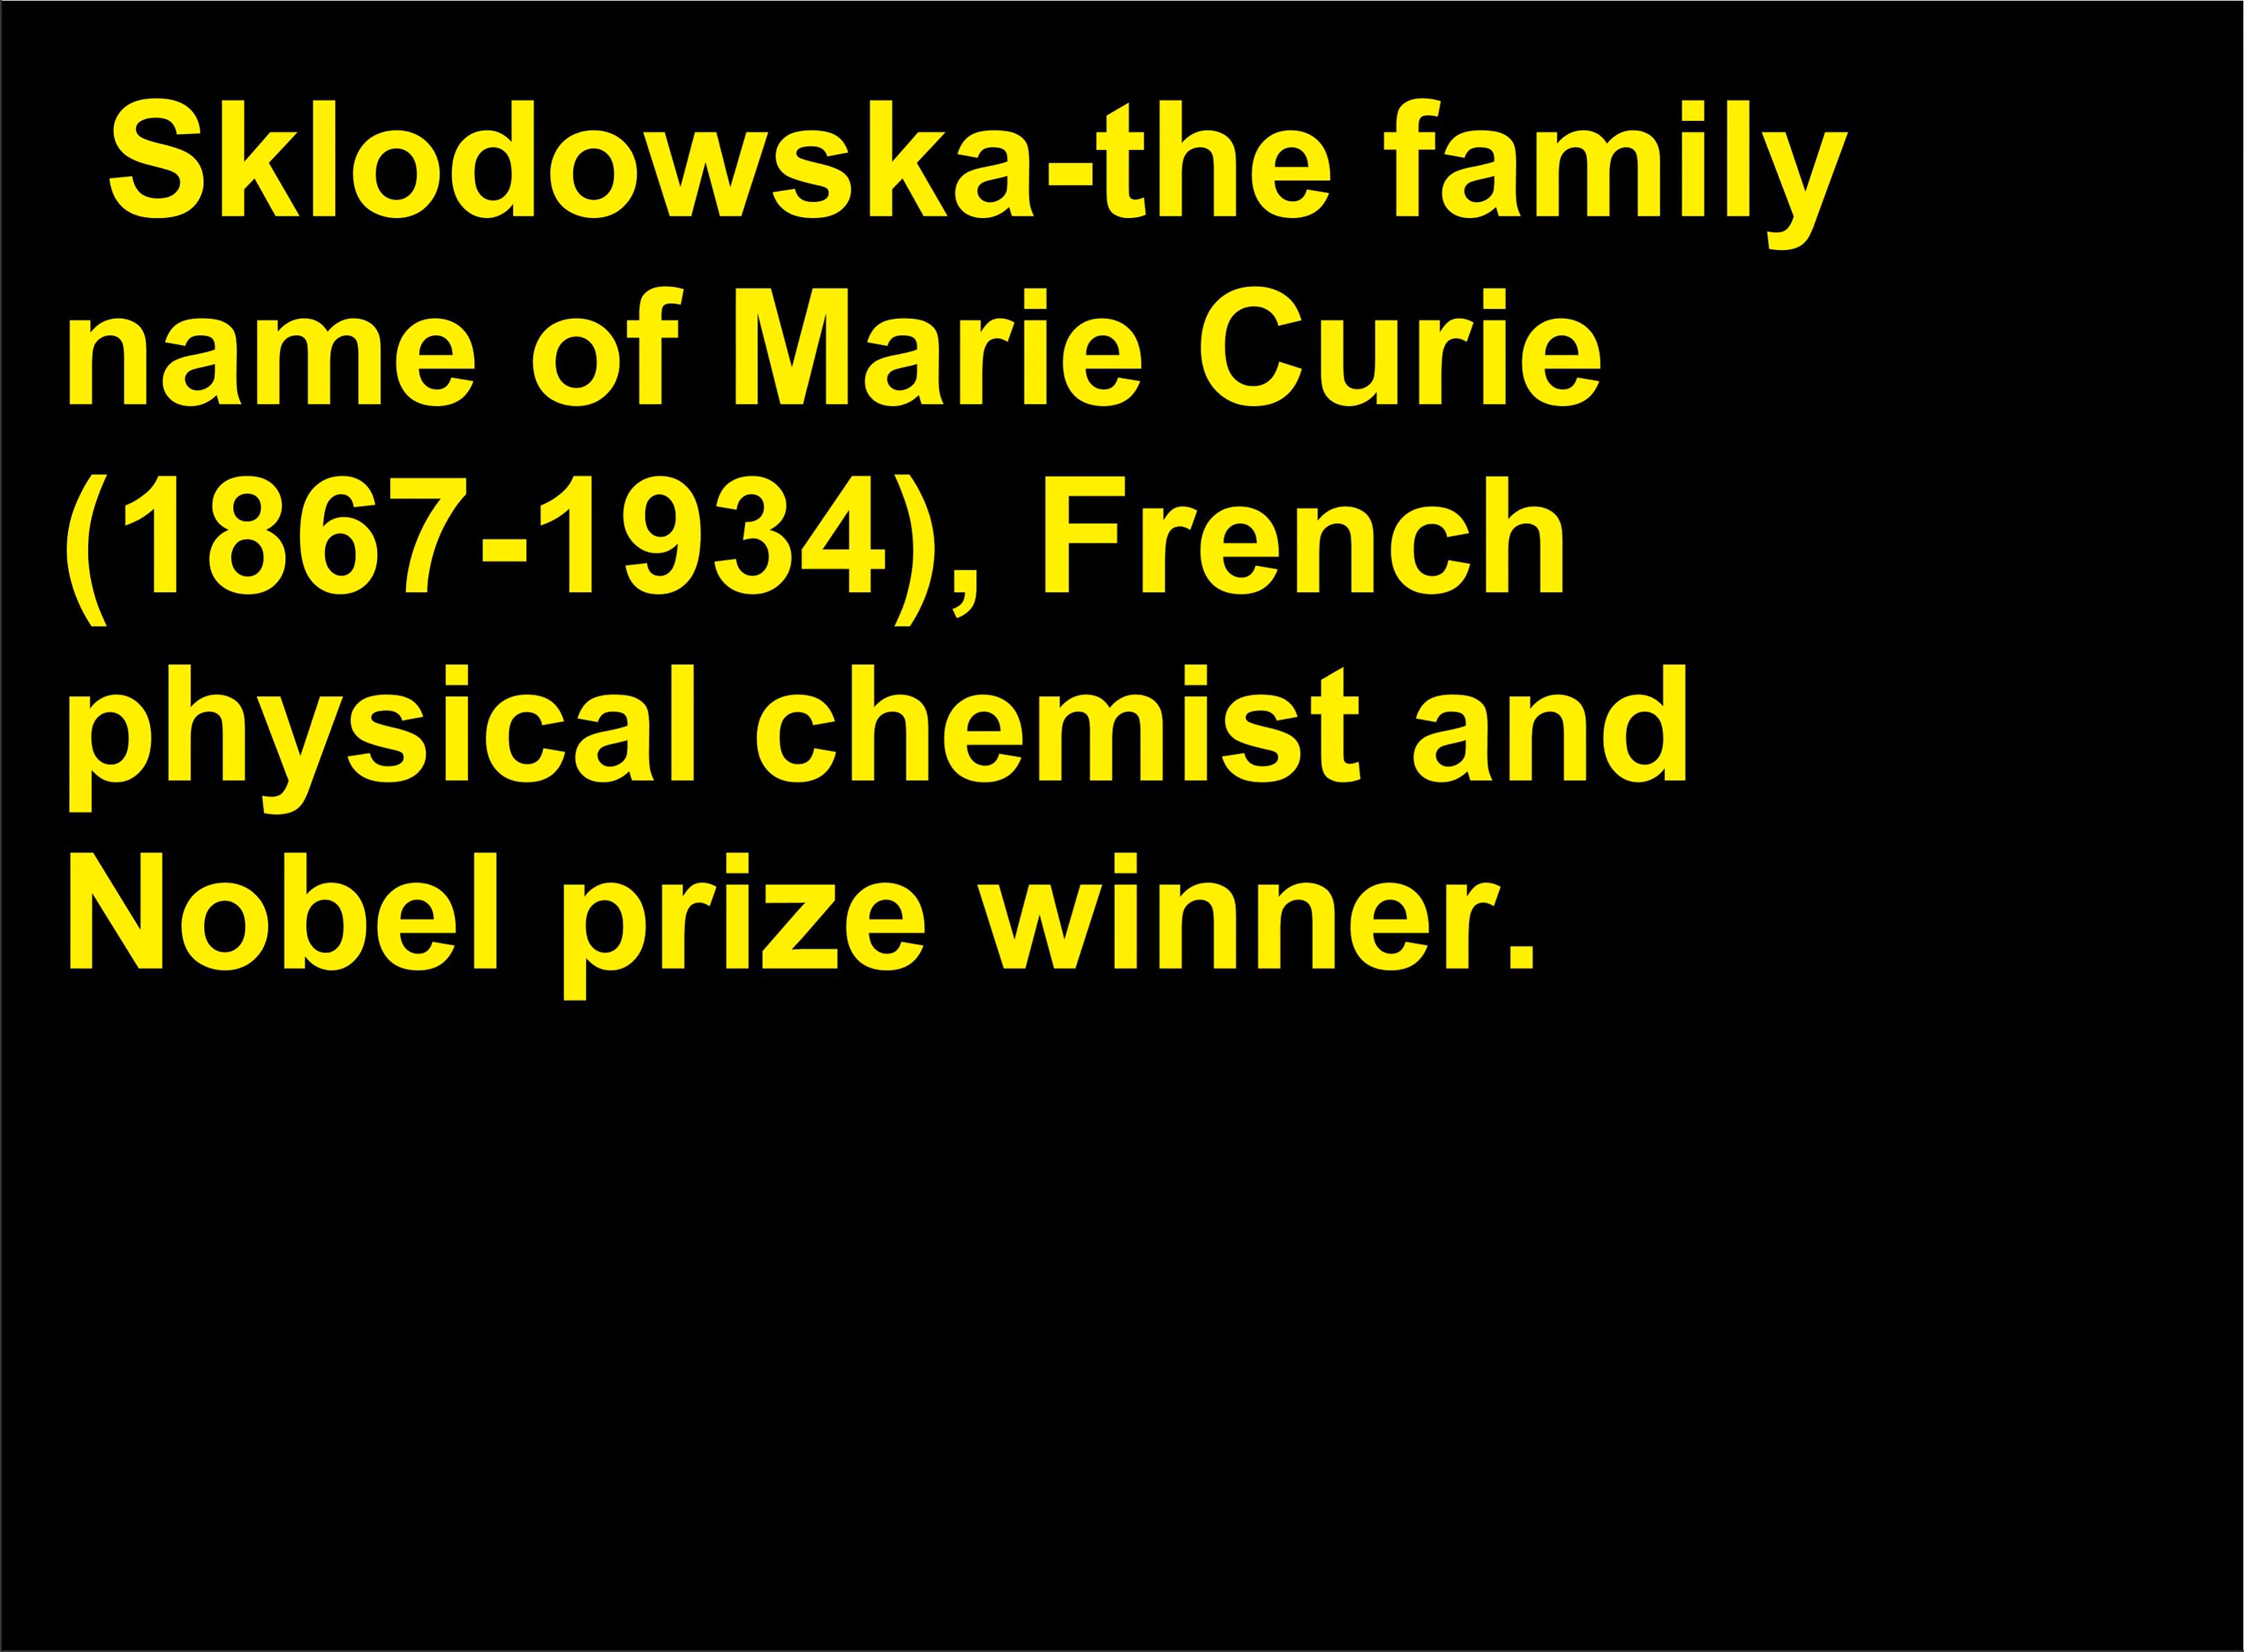 Sklodowska-the family
name of Marie Curie
(1867-1934), French
physical chemist and
Nobel prize winner.